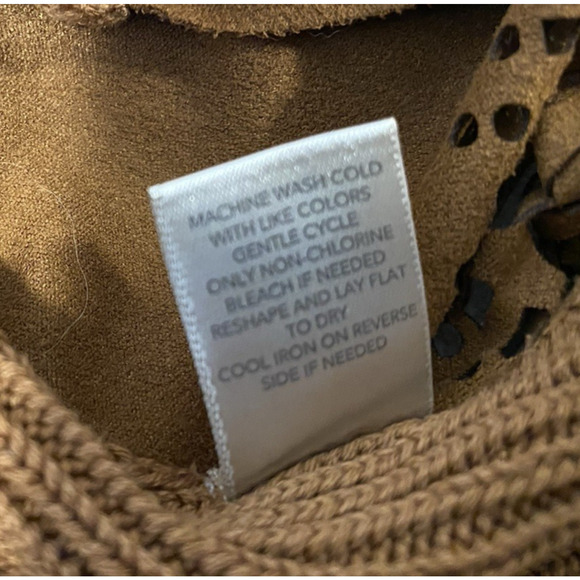 MACHINE WASH COLD
WITH LIKE COLORS
GENTLE CYCLE
ONLY NON-CHLORINE
BLEACH IF NEEDED
RESHAPE AND LAY FLAT
TO DRY
COOL IRON ON REVERSE
SIDE IF NEEDED